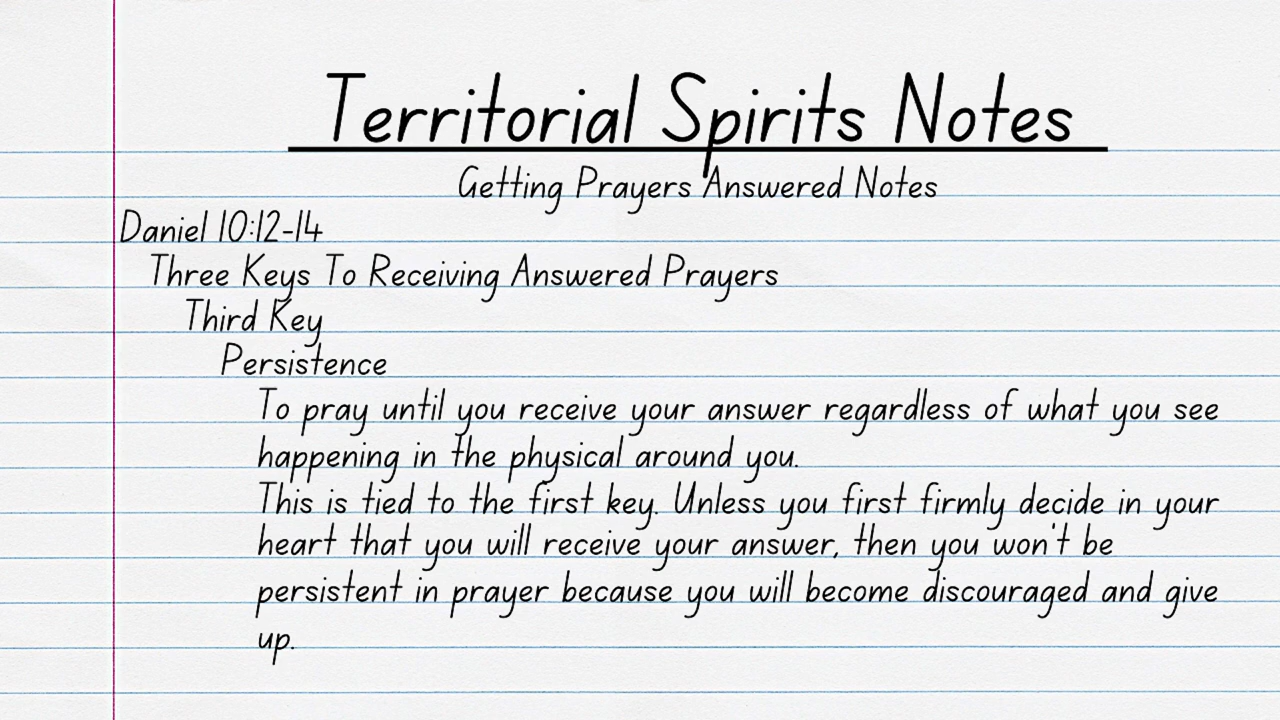 Territorial Spirits Notes
Getting Prayers Answered Notes
Daniel 10:12-14
Three Keys To Receiving Answered Prayers
Third Key
Persistence
To pray until you receive your answer regardless of what you see
happening in the physical around you.
This is tied to the first key. Unless you first firmly decide in your
heart that you will receive your answer, then you won't be
persistent in prayer because you will become discouraged and give
up.